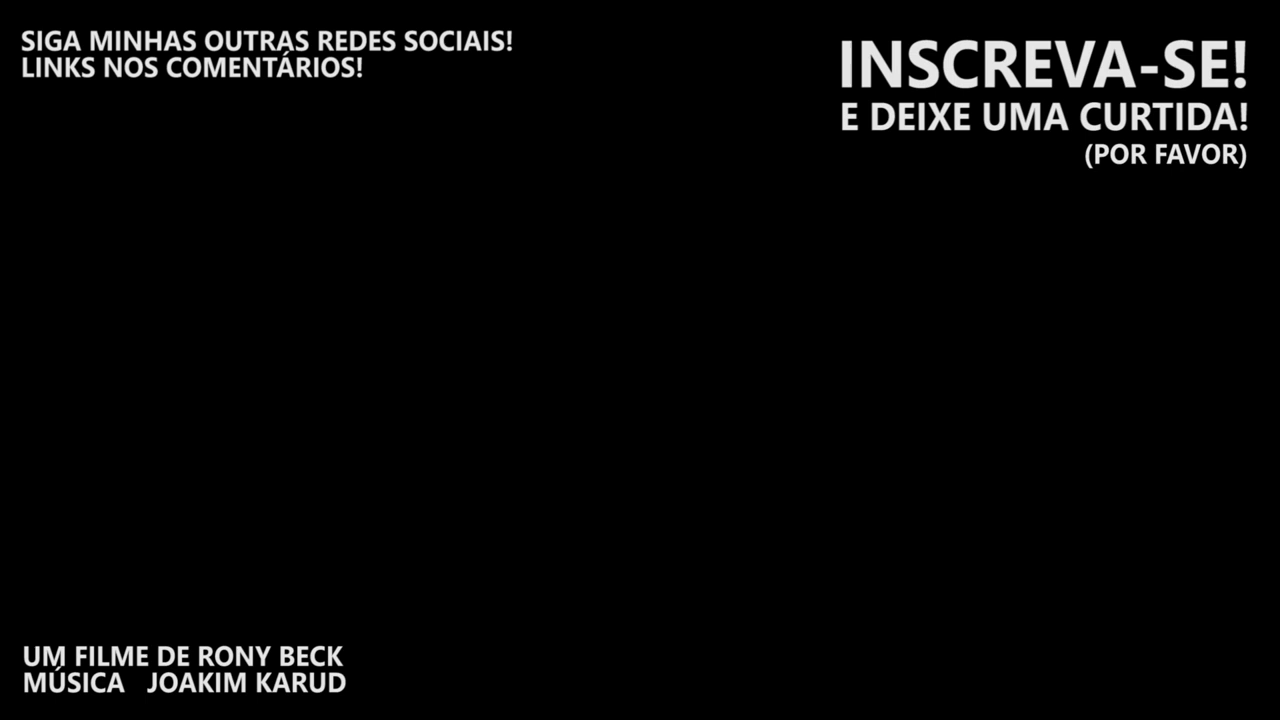 SIGA MINHAS OUTRAS REDES SOCIAIS!
LINKS NOS COMENTÁRIOS!
INSCREVA-SE!
E DEIXE UMA CURTIDA!
(POR FAVOR)
UM FILME DE RONY BECK
MÚSICA JOAKIM KARUD